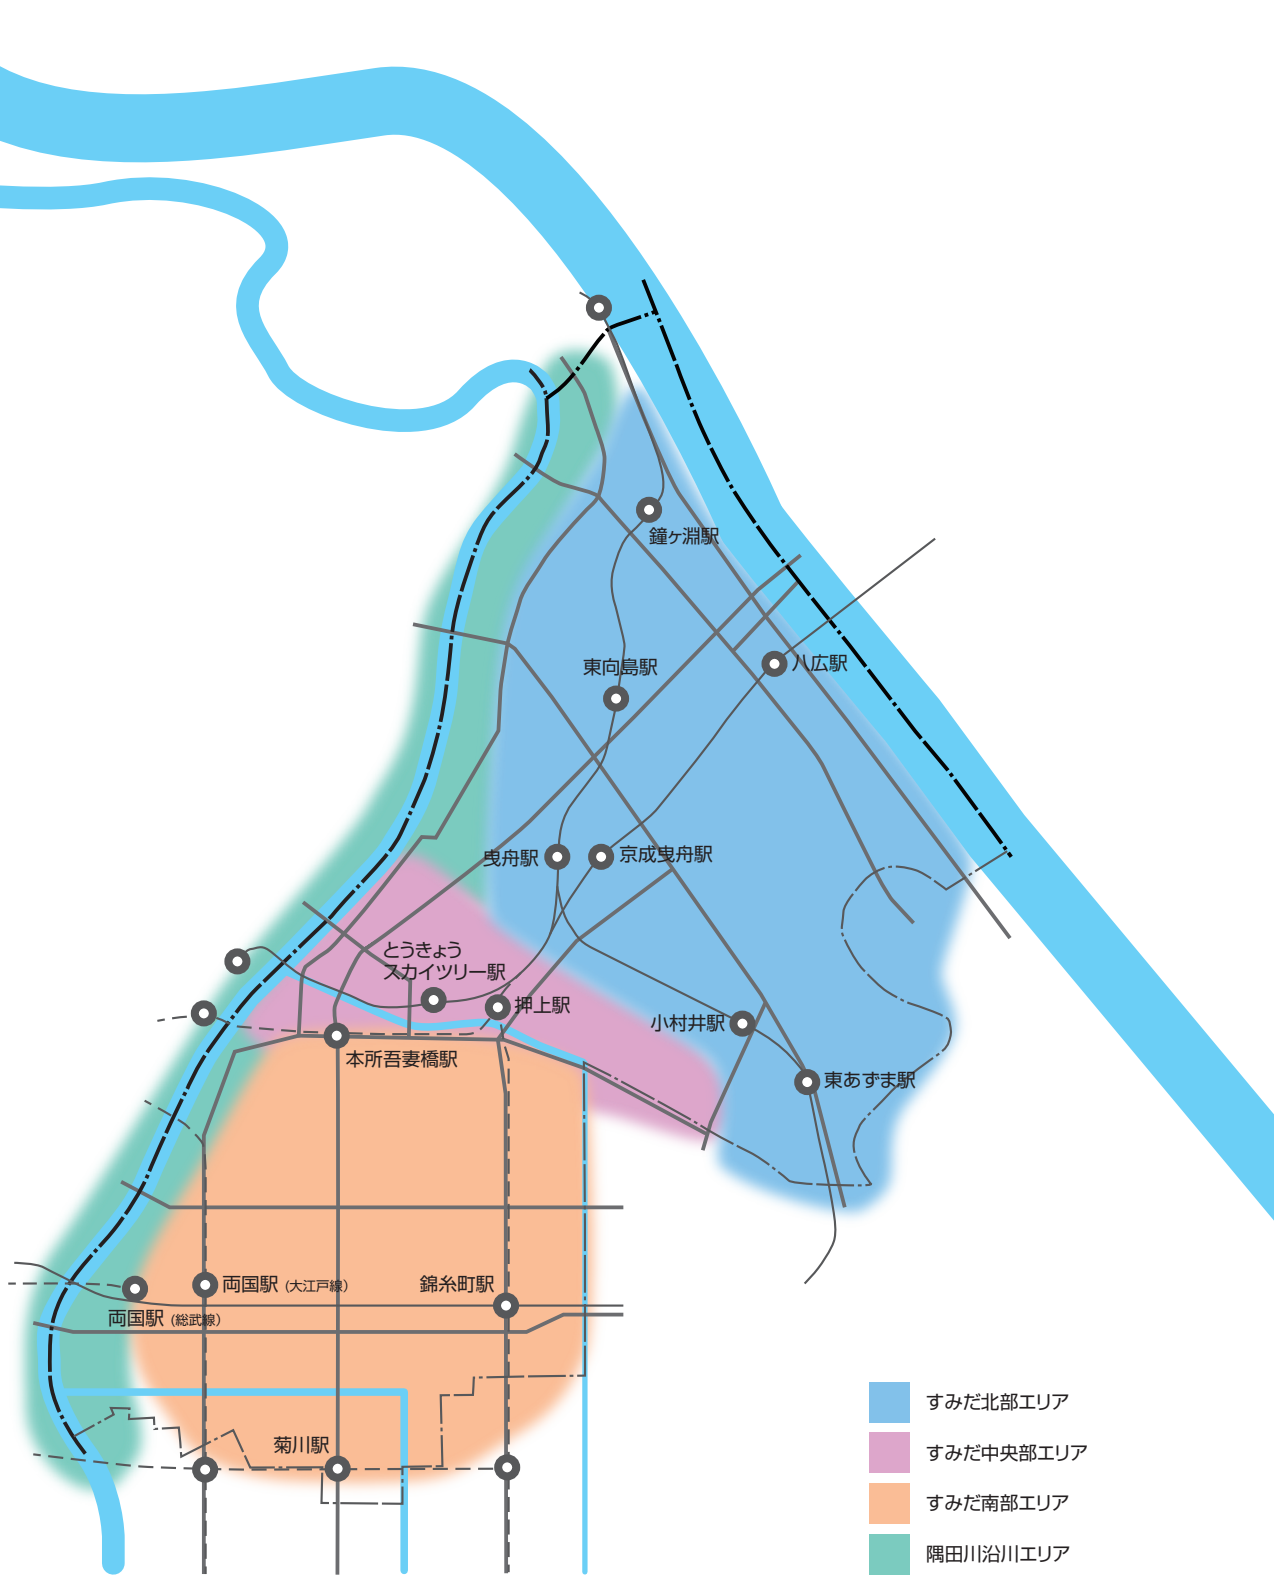 鐘ヶ淵駅
東向島駅
八広駅
曳舟駅
京成曳舟駅
とうきょう
スカイツリー駅
押上駅
小村井駅
本所吾妻橋駅
東あずま駅
両国駅 (大江戸線)
錦糸町駅
両国駅 (総武線)
菊川駅
すみだ北部エリア
すみだ中央部エリア
すみだ南部エリア
隅田川沿川エリア